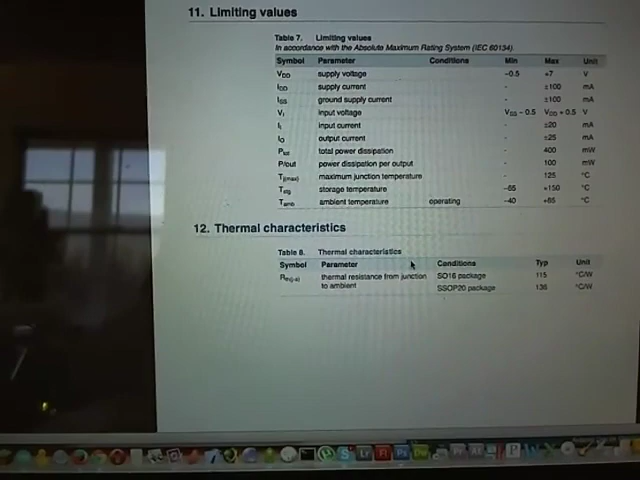 11. Limiting values
Table 7. Limiting values
In accordance with the Absolute Maximum Rating System (IEC 60134).
Symbol Parameter Conditions Min Max Unit
VDD supply voltage −0.5 +7 V
IDD supply current - ±100 mA
ISS ground supply current - ±100 mA
VI input voltage VSS − 0.5 VDD + 0.5 V
II input current - ±20 mA
IO output current - ±25 mA
Ptot total power dissipation - 400 mW
P/out power dissipation per output - 100 mW
Tj(max) maximum junction temperature - 125 °C
Tstg storage temperature −65 +150 °C
Tamb ambient temperature operating −40 +85 °C
12. Thermal characteristics
Table 8. Thermal characteristics
Symbol Parameter Conditions Typ Unit
Rth(j-a) thermal resistance from junction SO16 package 115 °C/W
to ambient SSOP20 package 136 °C/W